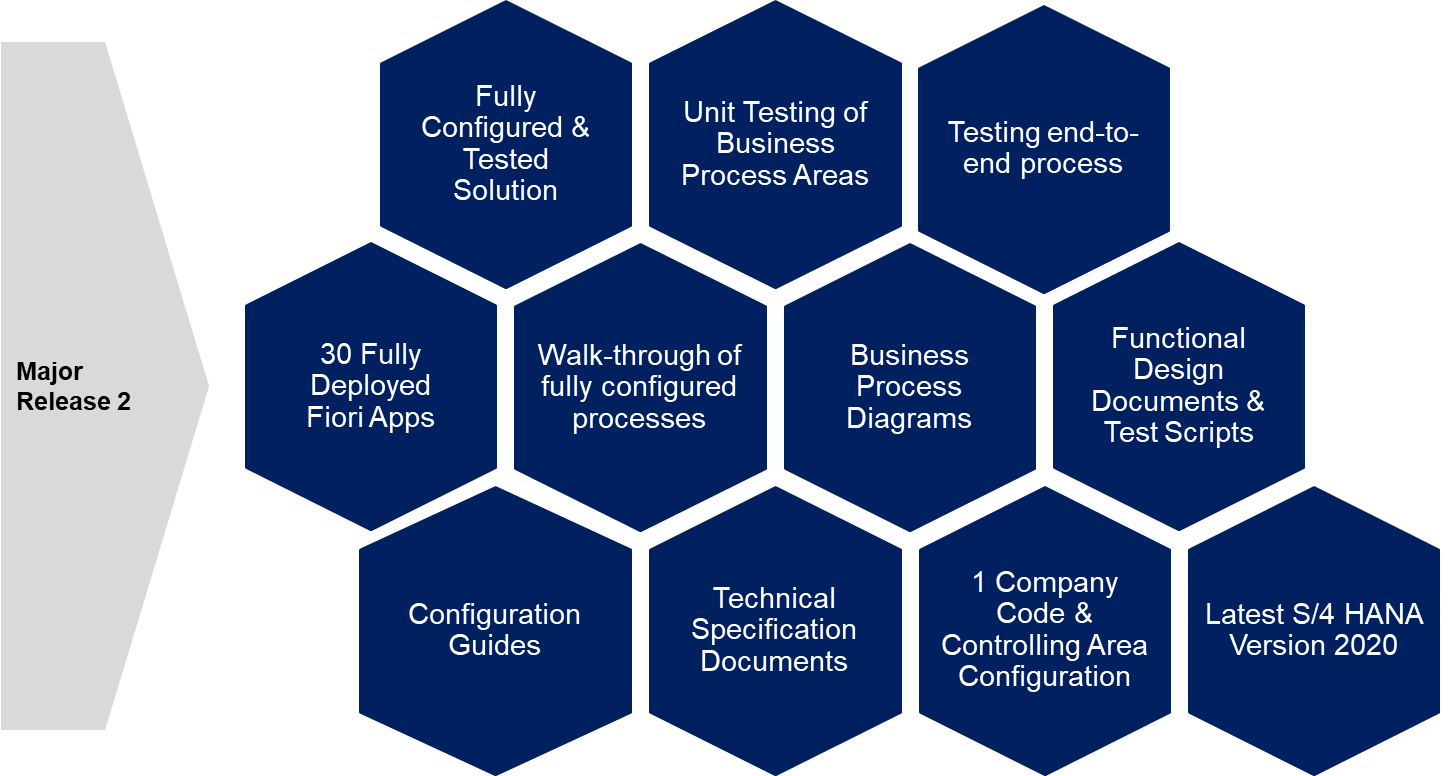 Major
Release 2
Fully
Configured &
Tested
Solution
Unit Testing of
Business
Process Areas
Testing end-to-
end process
30 Fully
Deployed
Fiori Apps
Walk-through of
fully configured
processes
Business
Process
Diagrams
Functional
Design
Documents &
Test Scripts
Configuration
Guides
Technical
Specification
Documents
1 Company
Code &
Controlling Area
Configuration
Latest S/4 HANA
Version 2020